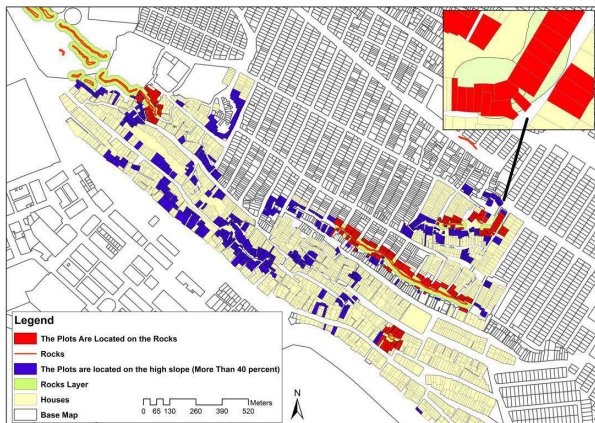 Legend
The Plots Are Located on the Rocks
Rocks
The Plots are located on the high slope (More Than 40 percent)
Rocks Layer
Houses
Base Map
Meters
0 65 130 260 390 520
N